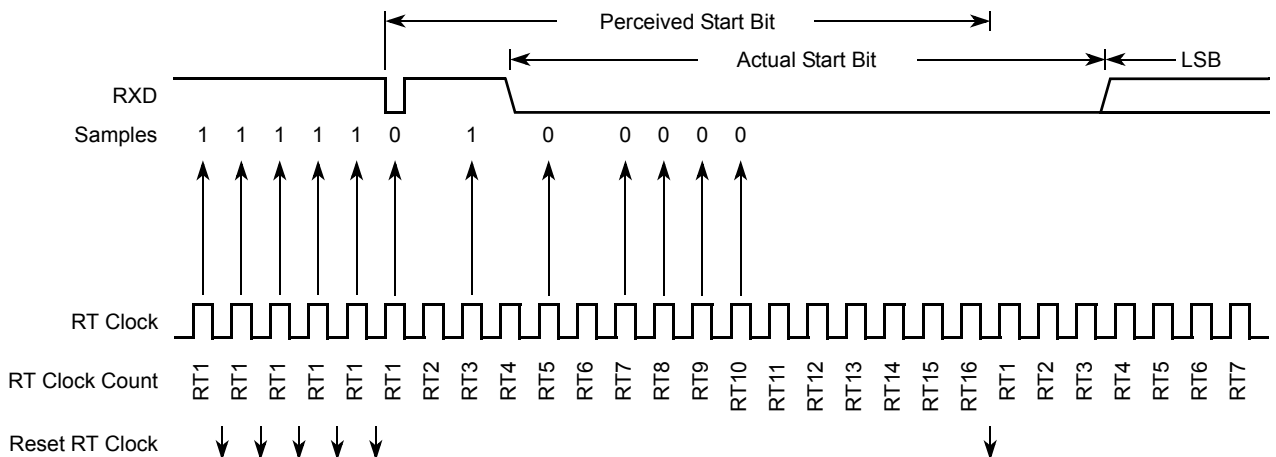 Perceived Start Bit
Actual Start Bit
LSB
RXD
Samples 1 1 1 1 1 0 1 0 0 0 0 0
RT Clock
RT Clock Count RT1 RT1 RT1 RT1 RT1 RT1 RT2 RT3 RT4 RT5 RT6 RT7 RT8 RT9 RT10 RT11 RT12 RT13 RT14 RT15 RT16 RT1 RT2 RT3 RT4 RT5 RT6 RT7
Reset RT Clock